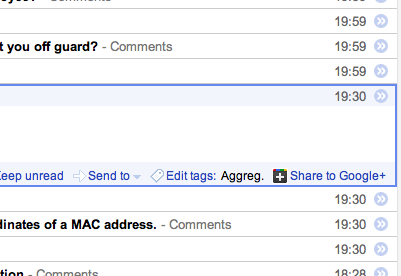 - Comments
19:59
t you off guard? - Comments 19:59
19:59
19:30
Keep unread Send to Edit tags: Aggreg. Share to Google+
19:30
dinates of a MAC address. - Comments 19:30
19:30
tion - Comments 18:28